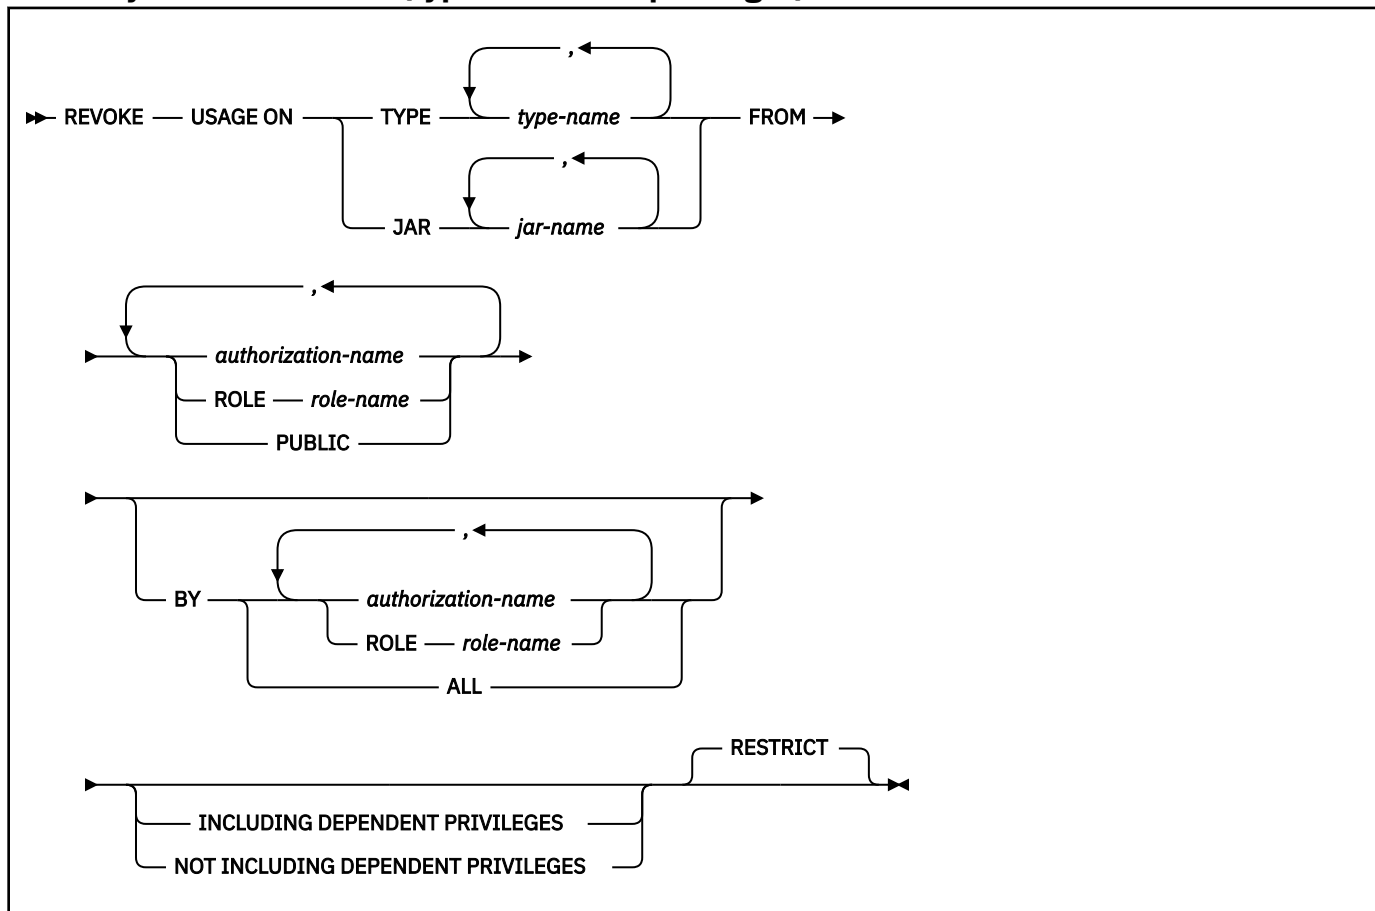 ,
REVOKE USAGE ON TYPE type-name FROM
,
JAR jar-name
,
authorization-name
ROLE role-name
PUBLIC
,
BY authorization-name
ROLE role-name
ALL
RESTRICT
INCLUDING DEPENDENT PRIVILEGES
NOT INCLUDING DEPENDENT PRIVILEGES